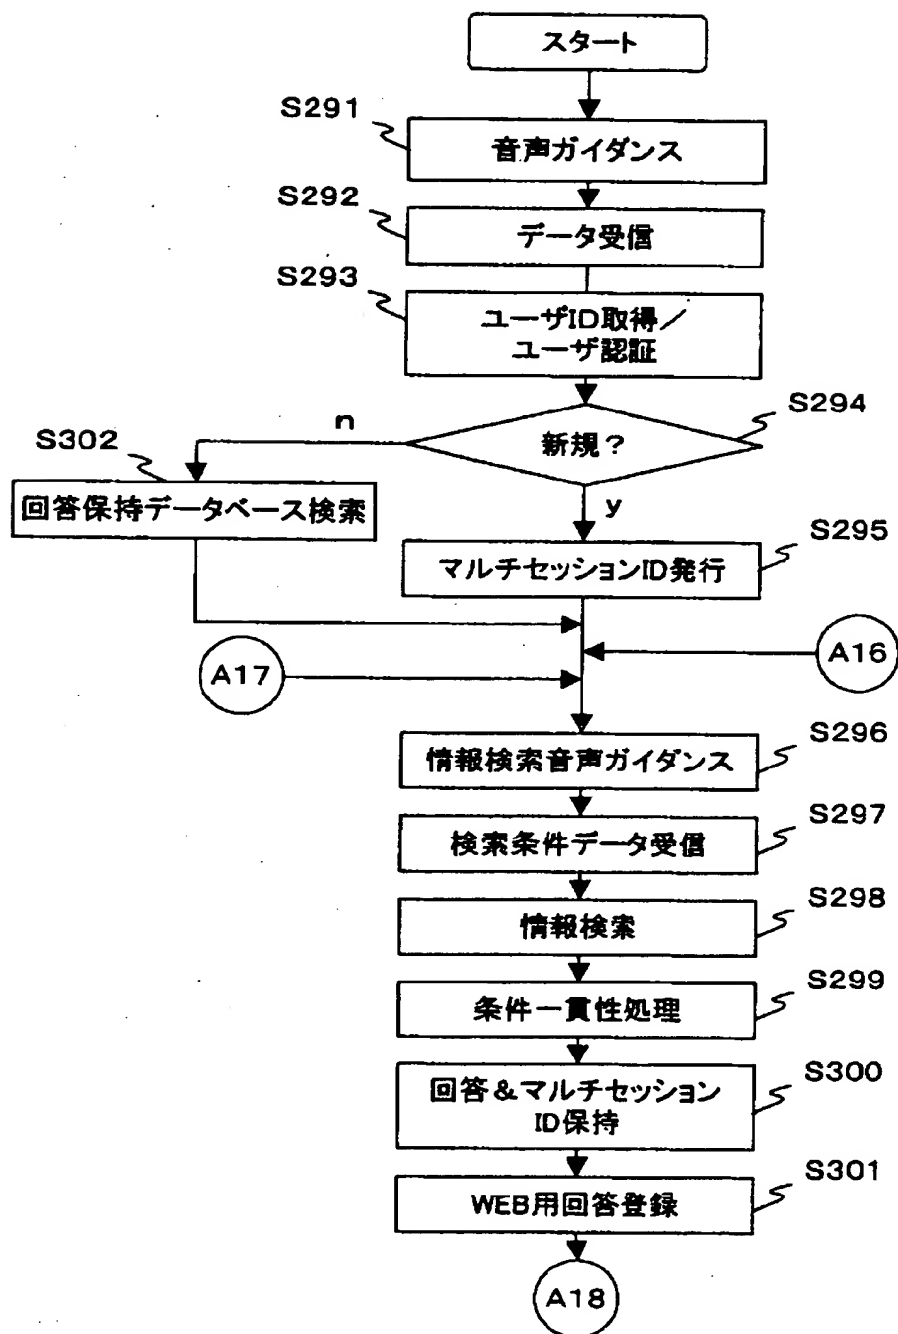 スタート
S291
音声ガイダンス
S292
データ受信
S293
ユーザID取得／
ユーザ認証
S294
新規？
n
y
S302
回答保持データベース検索
S295
マルチセッションID発行
A17
A16
S296
情報検索音声ガイダンス
S297
検索条件データ受信
S298
情報検索
S299
条件一貫性処理
S300
回答＆マルチセッション
ID保持
S301
WEB用回答登録
A18